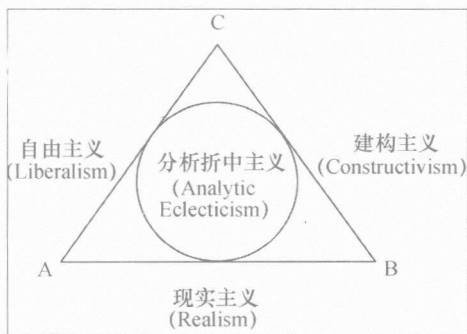 C
自由主义
(Liberalism)
建构主义
(Constructivism)
分析折中主义
(Analytic
Eclecticism)
A
B
现实主义
(Realism)